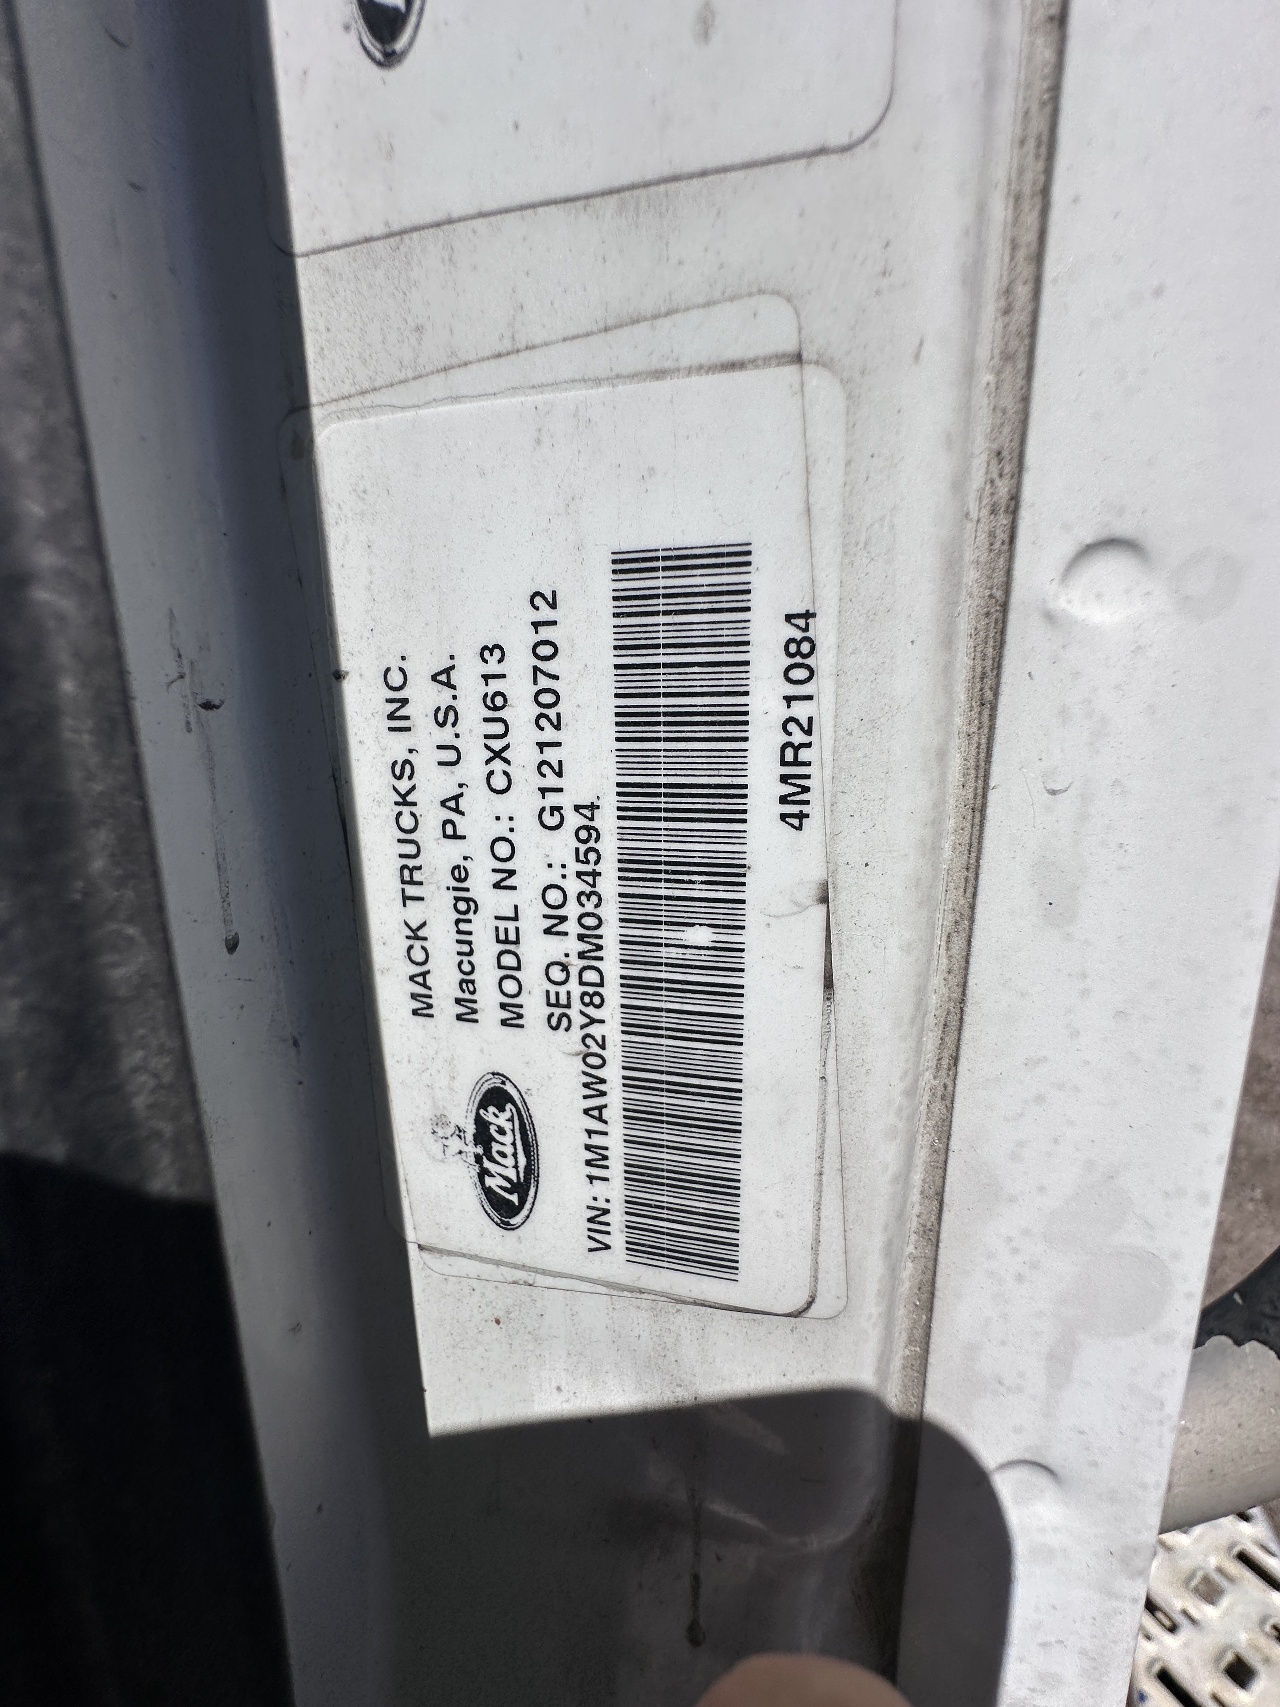 MACK TRUCKS, INC.
Macungie, PA, U.S.A.
MODEL NO.: CXU613
SEQ. NO.: G121207012
Mack
VIN: 1M1AW02Y8DM034594
4MR21084